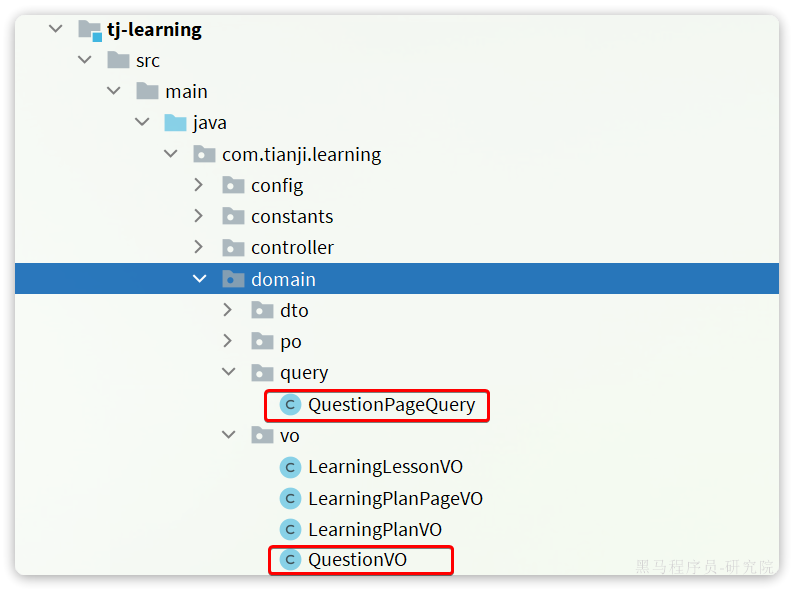 tj-learning
src
main
java
com.tianji.learning
config
constants
controller
domain
dto
po
query
C QuestionPageQuery
vo
C LearningLessonVO
C LearningPlanPageVO
C LearningPlanVO
C QuestionVO
黑马程序员-研究院